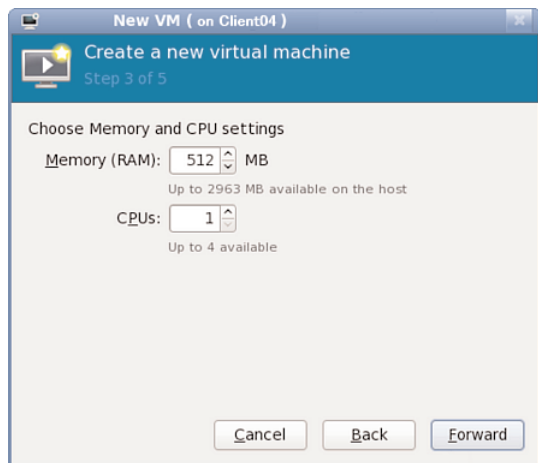 New VM ( on Client04 )
Create a new virtual machine
Step 3 of 5
Choose Memory and CPU settings
Memory (RAM): 512 MB
Up to 2963 MB available on the host
CPUs: 1
Up to 4 available
Cancel Back Forward